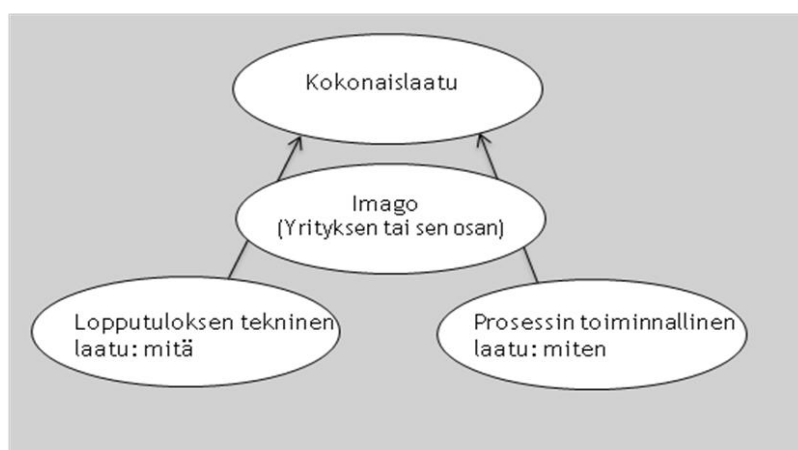 Kokonaislaatu
Imago
(Yrityksen tai sen osan)
Lopputuloksen tekninen
laatu: mitä
Prosessin toiminnallinen
laatu: miten